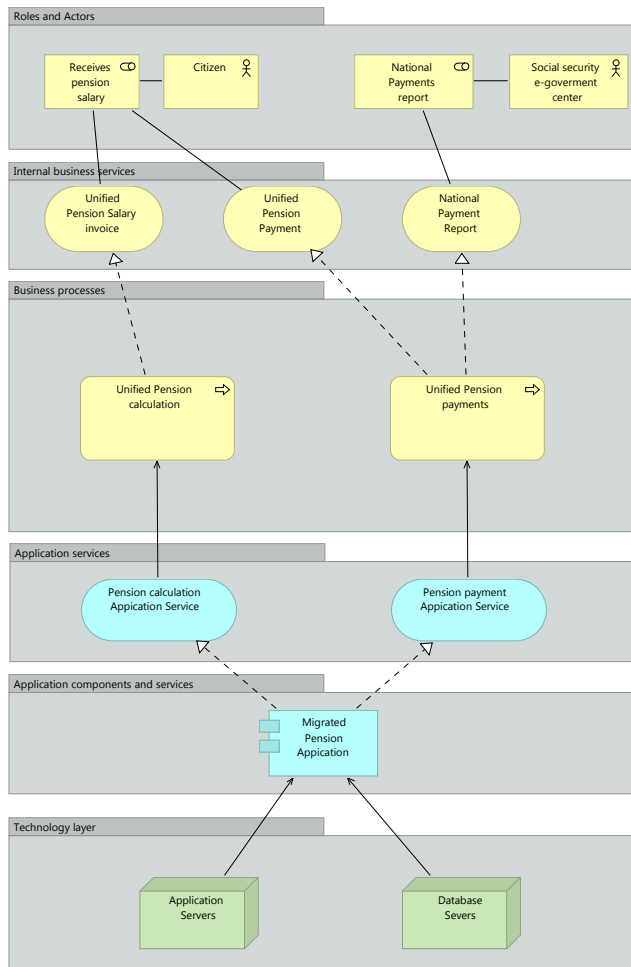 Roles and Actors
Receives
pension
salary
Citizen
National
Payments
report
Social security
e-goverment
center
Internal business services
Unified
Pension Salary
invoice
Unified
Pension
Payment
National
Payment
Report
Business processes
Unified Pension
calculation
Unified Pension
payments
Application services
Pension calculation
Appication Service
Pension payment
Application Service
Application components and services
Migrated
Pension
Appication
Technology layer
Application
Servers
Database
Severs